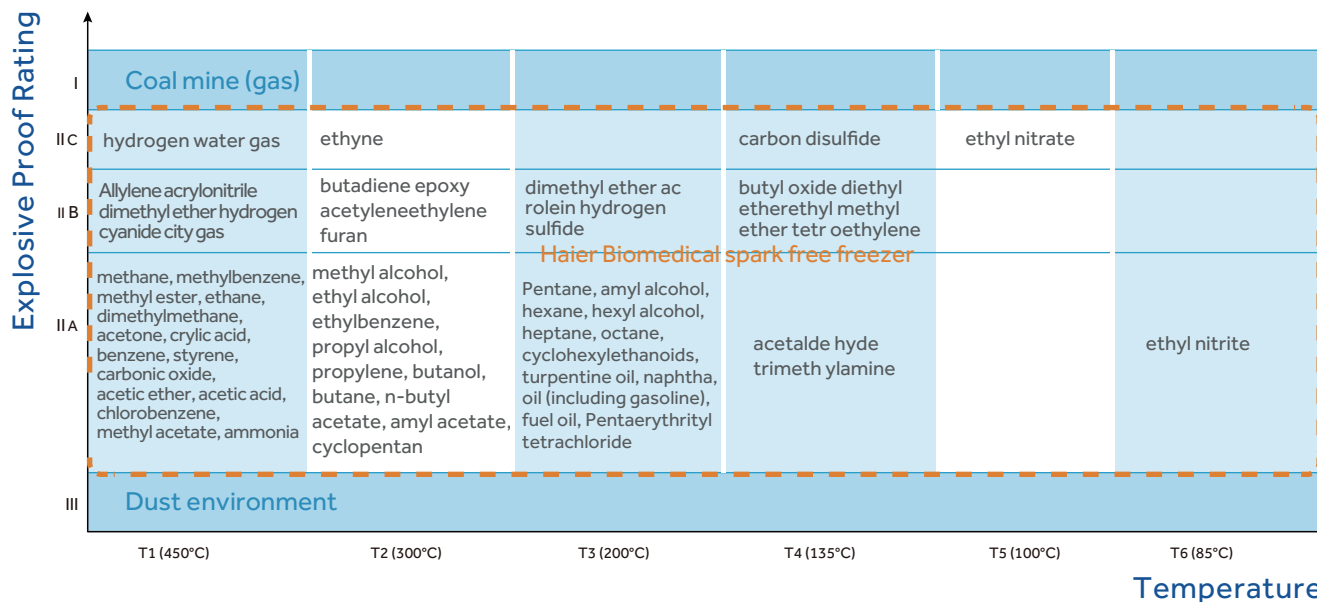 Explosive Proof Rating
I
Coal mine (gas)
II C
hydrogen water gas
ethyne
carbon disulfide
ethyl nitrate
II B
Allylene acrylonitrile
dimethyl ether hydrogen
cyanide city gas
butadiene epoxy
acetyleneethylene
furan
dimethyl ether ac
rolein hydrogen
sulfide
butyl oxide diethyl
etherethyl methyl
ether tetr oethylene
Haier Biomedical spark free freezer
II A
methane, methylbenzene,
methyl ester, ethane,
dimethylmethane,
acetone, crylic acid,
benzene, styrene,
carbonic oxide,
acetic ether, acetic acid,
chlorobenzene,
methyl acetate, ammonia
methyl alcohol,
ethyl alcohol,
ethylbenzene,
propyl alcohol,
propylene, butanol,
butane, n-butyl
acetate, amyl acetate,
cyclopentan
Pentane, amyl alcohol,
hexane, hexyl alcohol,
heptane, octane,
cyclohexylethanoids,
turpentine oil, naphtha,
oil (including gasoline),
fuel oil, Pentaerythrityl
tetrachloride
acetalde hyde
trimeth ylamine
ethyl nitrite
III
Dust environment
T1 (450°C)
T2 (300°C)
T3 (200°C)
T4 (135°C)
T5 (100°C)
T6 (85°C)
Temperature